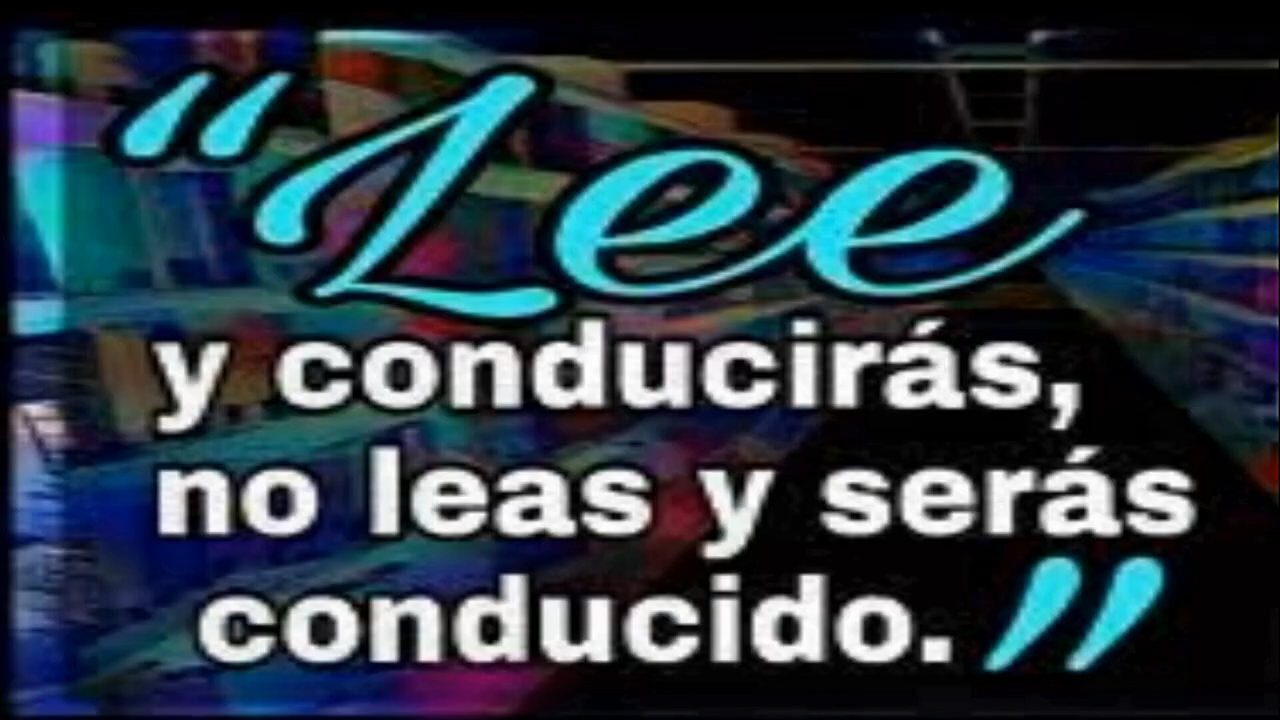 “Lee
y conducirás,
no leas y serás
conducido.”